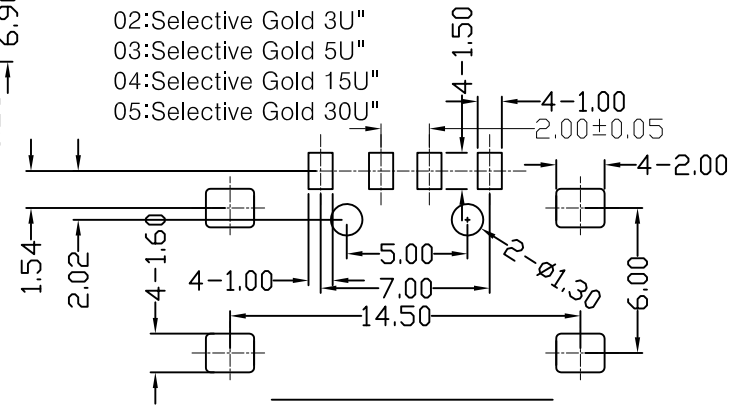 6.90
02:Selective Gold 3U"
03:Selective Gold 5U"
04:Selective Gold 15U"
05:Selective Gold 30U"
4-1.50
4-1.00
2.00±0.05
4-2.00
1.54
2.02
4-1.60
4-1.00
5.00
7.00
14.50
2-ø1.30
6.00